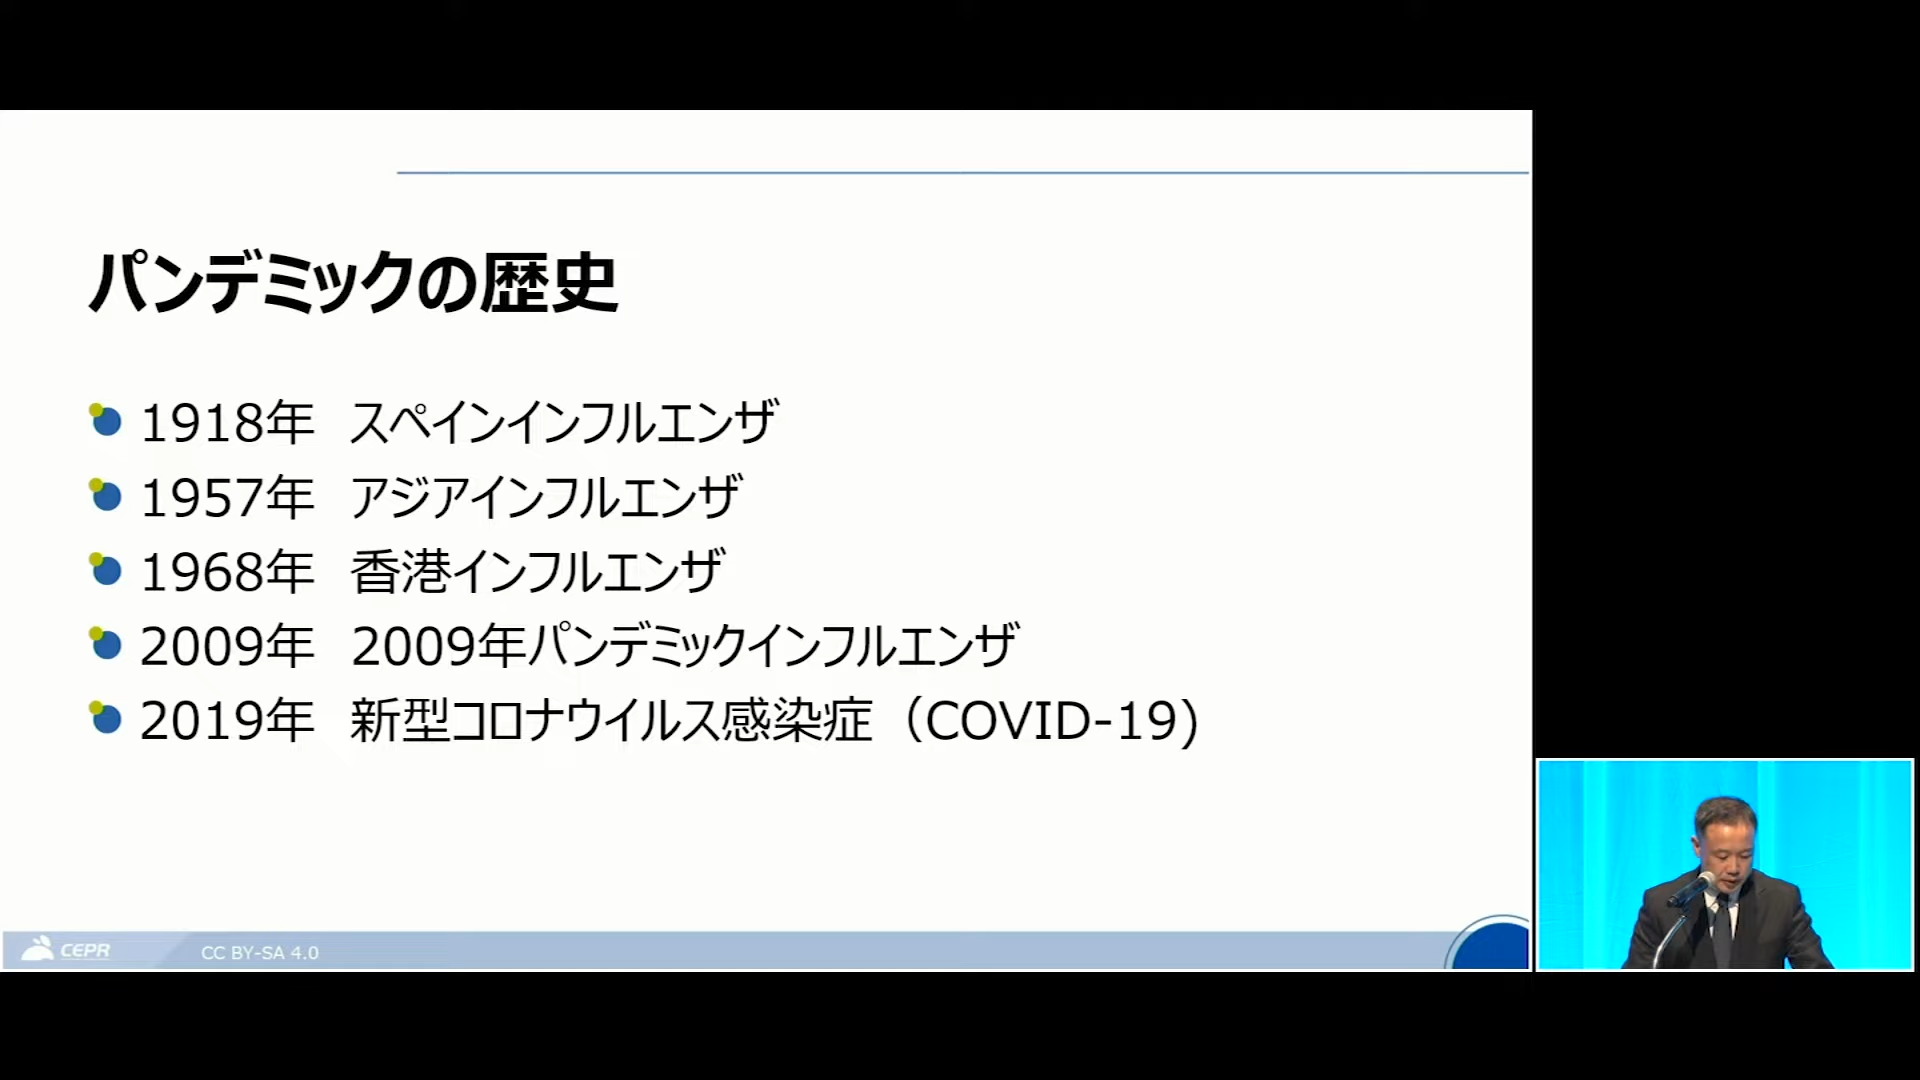 パンデミックの歴史
1918年 スペインインフルエンザ
1957年 アジアインフルエンザ
1968年 香港インフルエンザ
2009年 2009年パンデミックインフルエンザ
2019年 新型コロナウイルス感染症（COVID-19)
CEPR
CC BY-SA 4.0